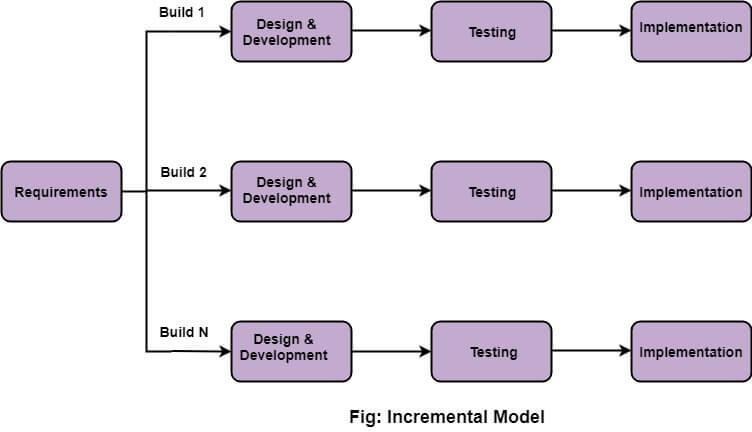 Build 1
Design &
Development
Testing
Implementation
Requirements
Build 2
Design &
Development
Testing
Implementation
Build N
Design &
Development
Testing
Implementation
Fig: Incremental Model